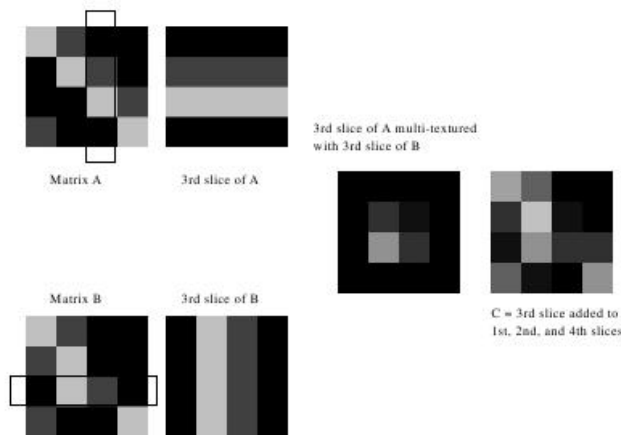 Matrix A
3rd slice of A
3rd slice of A multi-textured
with 3rd slice of B
Matrix B
3rd slice of B
C = 3rd slice added to
1st, 2nd, and 4th slices